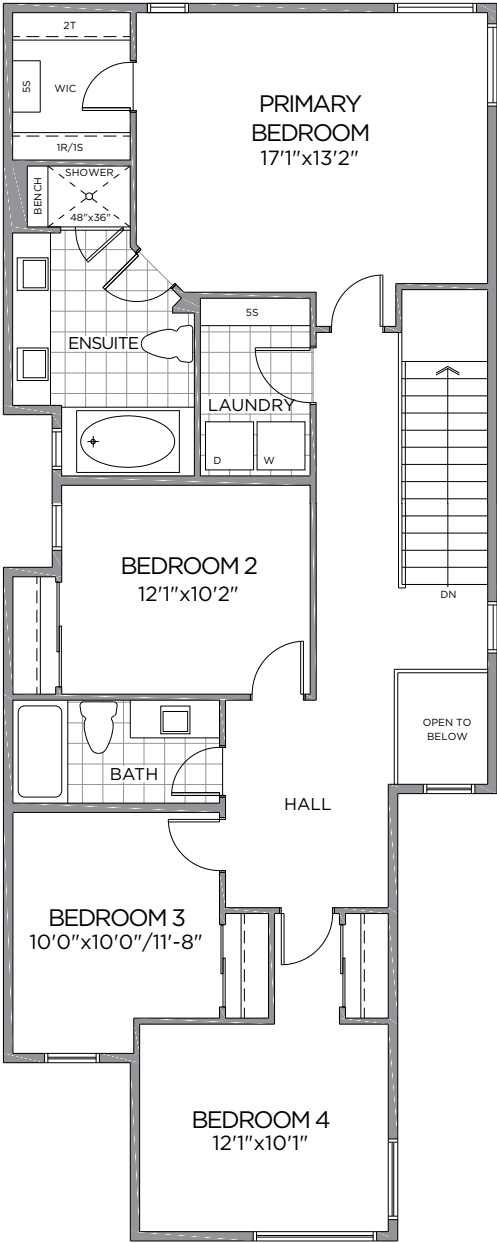 2T
5S
WIC
1R/1S
PRIMARY
BEDROOM
17'1"x13'2"
SHOWER
BENCH
48"x36"
ENSUITE
5S
LAUNDRY
D
W
BEDROOM 2
12'1"x10'2"
DN
OPEN TO
BELOW
BATH
HALL
BEDROOM 3
10'0"x10'0"/11'-8"
BEDROOM 4
12'1"x10'1"